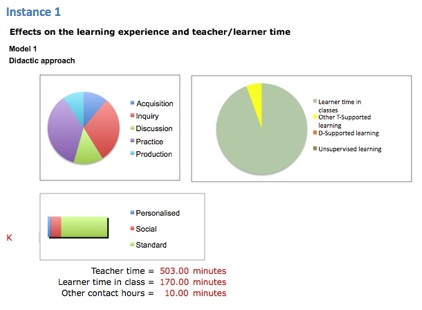 Instance 1
Effects on the learning experience and teacher/learner time
Model 1
Didactic approach
Acquisition
Inquiry
Discussion
Practice
Production
Learner time in
classes
Other T-Supported
learning
D-Supported learning
Unsupervised learning
Personalised
Social
Standard
K
Teacher time = 503.00 minutes
Learner time in class = 170.00 minutes
Other contact hours = 10.00 minutes